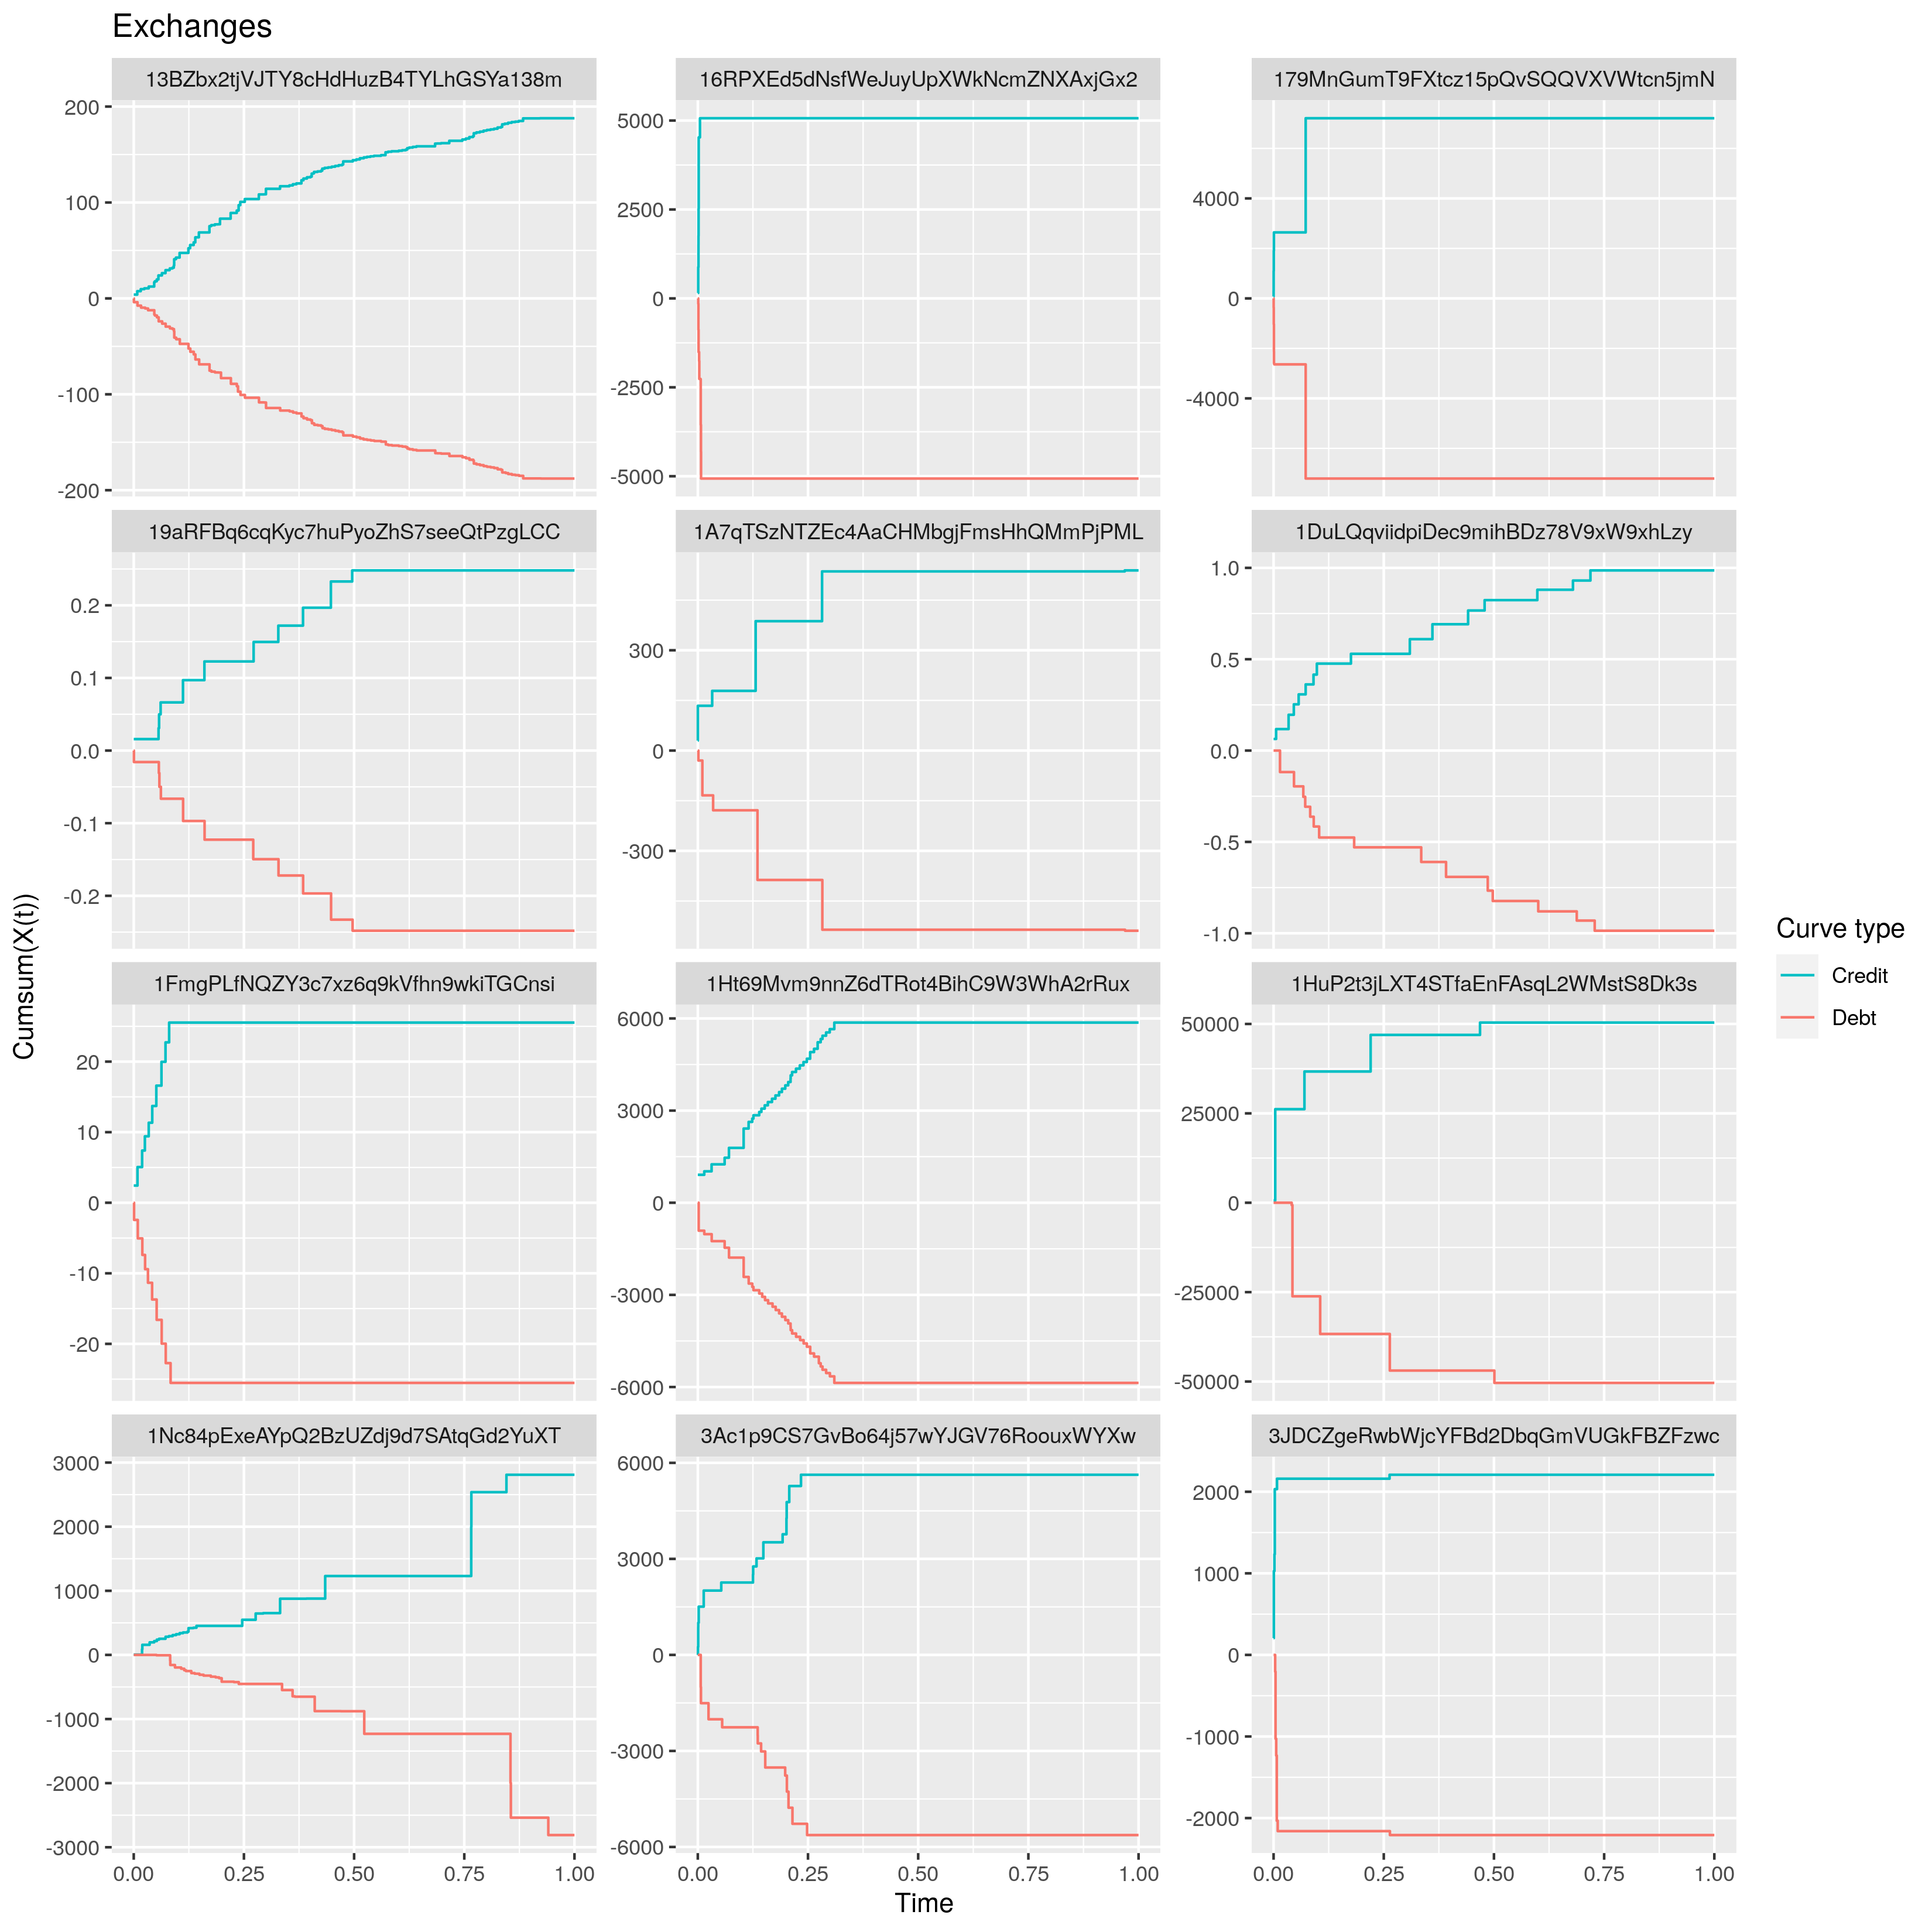 Exchanges
13BZbx2tjVJTY8cHdHuzB4TYLhGSYa138m
16RPXEd5dNsfWeJuyUpXWkNcmZNXAxjGx2
179MnGumT9FXtcz15pQvSQQVXVWtcn5jmN
200
100
0
-100
-200
5000
2500
0
-2500
-5000
4000
0
-4000
19aRFBq6cqKyc7huPyoZhS7seeQtPzgLCC
1A7qTSzNTZEc4AaCHMbgjFmsHhQMmPjPML
1DuLQqviidpiDec9mihBDz78V9xW9xhLzy
0.2
0.1
0.0
-0.1
-0.2
300
0
-300
1.0
0.5
0.0
-0.5
-1.0
1FmgPLfNQZY3c7xz6q9kVfhn9wkiTGCnsi
1Ht69Mvm9nnZ6dTRot4BihC9W3WhA2rRux
1HuP2t3jLXT4STfaEnFAsqL2WMstS8Dk3s
20
10
0
-10
-20
6000
3000
0
-3000
-6000
50000
25000
0
-25000
-50000
1Nc84pExeAYpQ2BzUZdj9d7SAtqGd2YuXT
3Ac1p9CS7GvBo64j57wYJGV76RoouxWYXw
3JDCZgeRwbWjcYFBd2DbqGmVUGkFBZFzwc
3000
2000
1000
0
-1000
-2000
-3000
6000
3000
0
-3000
-6000
2000
1000
0
-1000
-2000
0.00 0.25 0.50 0.75 1.00
0.00 0.25 0.50 0.75 1.00
0.00 0.25 0.50 0.75 1.00
Time
Cumsum(X(t))
Curve type
Credit
Debt